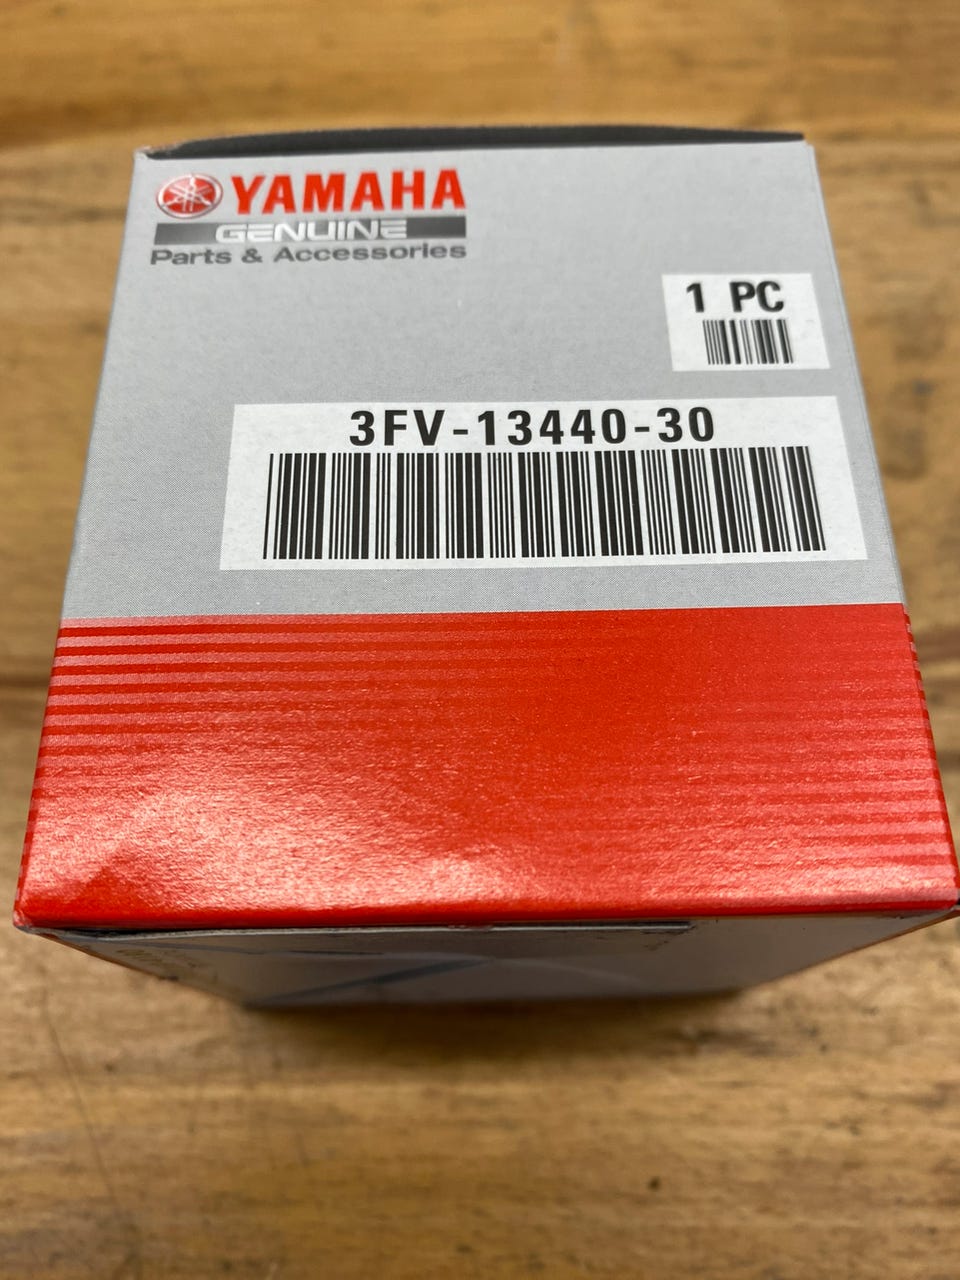 YAMAHA
GENUINE
Parts & Accessories
1 PC
3FV-13440-30